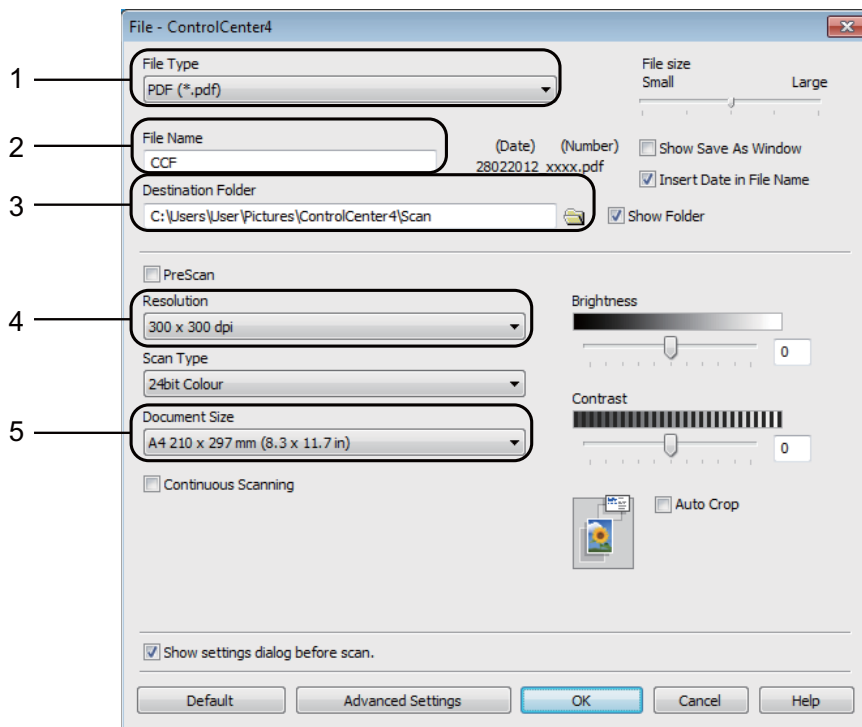 File - ControlCenter4
1
File Type
PDF (*.pdf)
File size
Small Large
2
File Name
CCF
(Date) (Number)
28022012 xxxx.pdf
Show Save As Window
Insert Date in File Name
3
Destination Folder
C:\Users\User\Pictures\ControlCenter4\Scan
Show Folder
PreScan
4
Resolution
300 x 300 dpi
Brightness
0
Scan Type
24bit Colour
Contrast
0
5
Document Size
A4 210 x 297 mm (8.3 x 11.7 in)
Continuous Scanning
Auto Crop
Show settings dialog before scan.
Default Advanced Settings OK Cancel Help